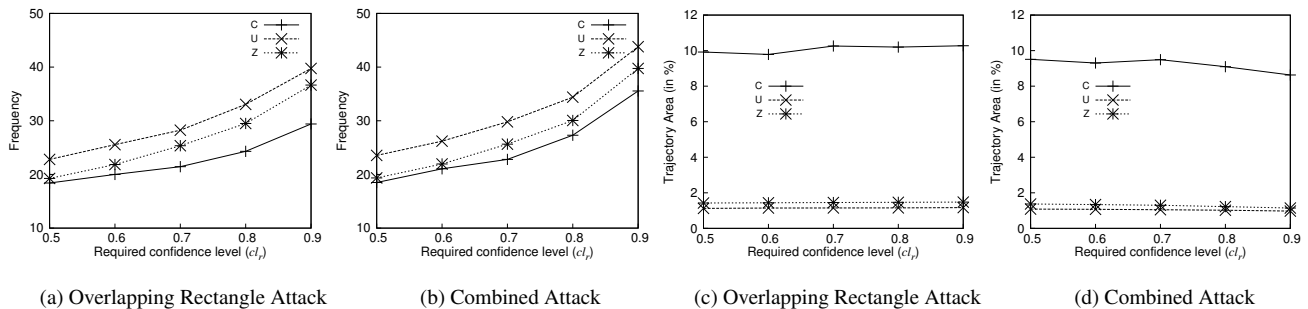 50
40
30
20
10
Frequency
C
U
Z
0.5 0.6 0.7 0.8 0.9
Required confidence level (cl_r)
(a) Overlapping Rectangle Attack
50
40
30
20
10
Frequency
C
U
Z
0.5 0.6 0.7 0.8 0.9
Required confidence level (cl_r)
(b) Combined Attack
12
10
8
6
4
2
0
Trajectory Area (in %)
C
U
Z
0.5 0.6 0.7 0.8 0.9
Required confidence level (cl_r)
(c) Overlapping Rectangle Attack
12
10
8
6
4
2
0
Trajectory Area (in %)
C
U
Z
0.5 0.6 0.7 0.8 0.9
Required confidence level (cl_r)
(d) Combined Attack